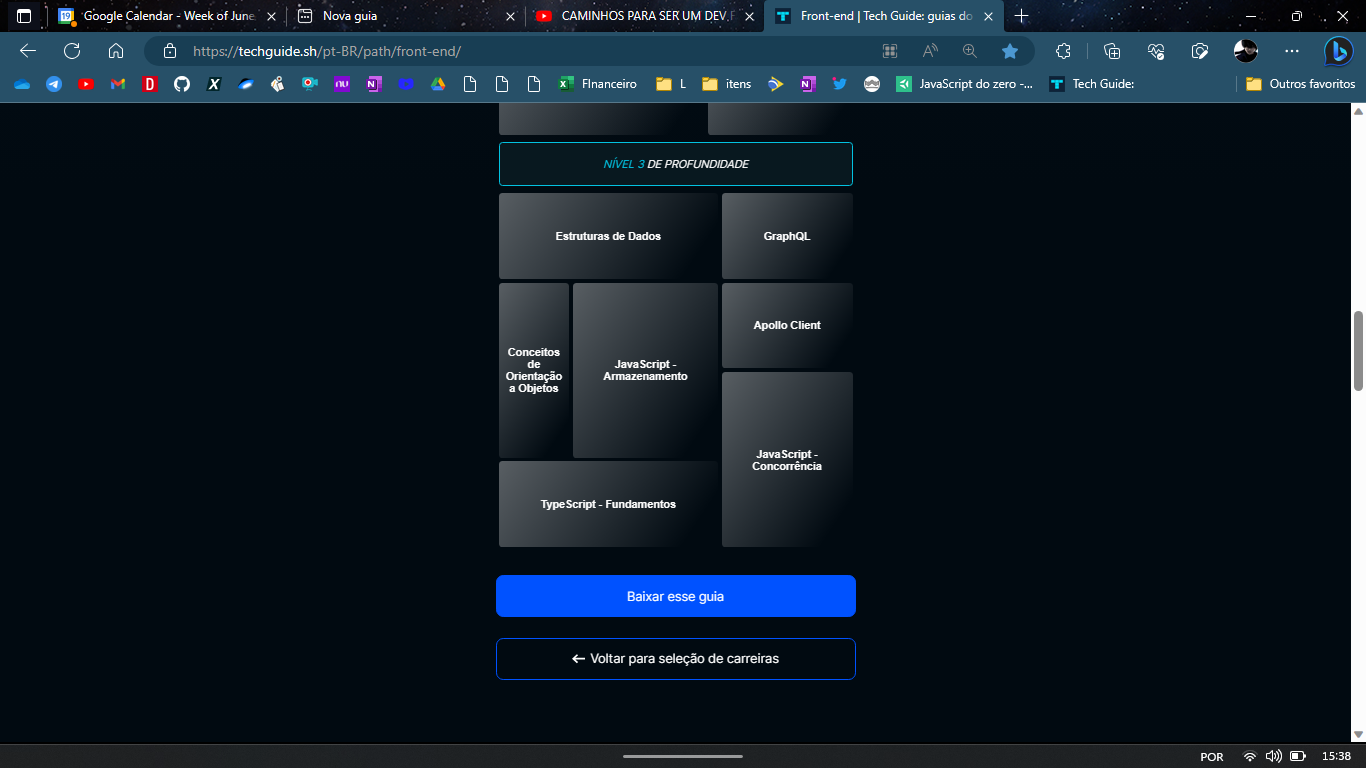 Google Calendar - Week of June
Nova guia
CAMINHOS PARA SER UM DEV F
Front-end | Tech Guide: guias do
https://techguide.sh/pt-BR/path/front-end/
FInanceiro
L
ítens
JavaScript do zero -...
Tech Guide:
Outros favoritos
NÍVEL 3 DE PROFUNDIDADE
Estruturas de Dados
GraphQL
Conceitos
de
Orientação
a Objetos
JavaScript -
Armazenamento
Apollo Client
JavaScript -
Concorrência
TypeScript - Fundamentos
Baixar esse guia
← Voltar para seleção de carreiras
POR
15:38